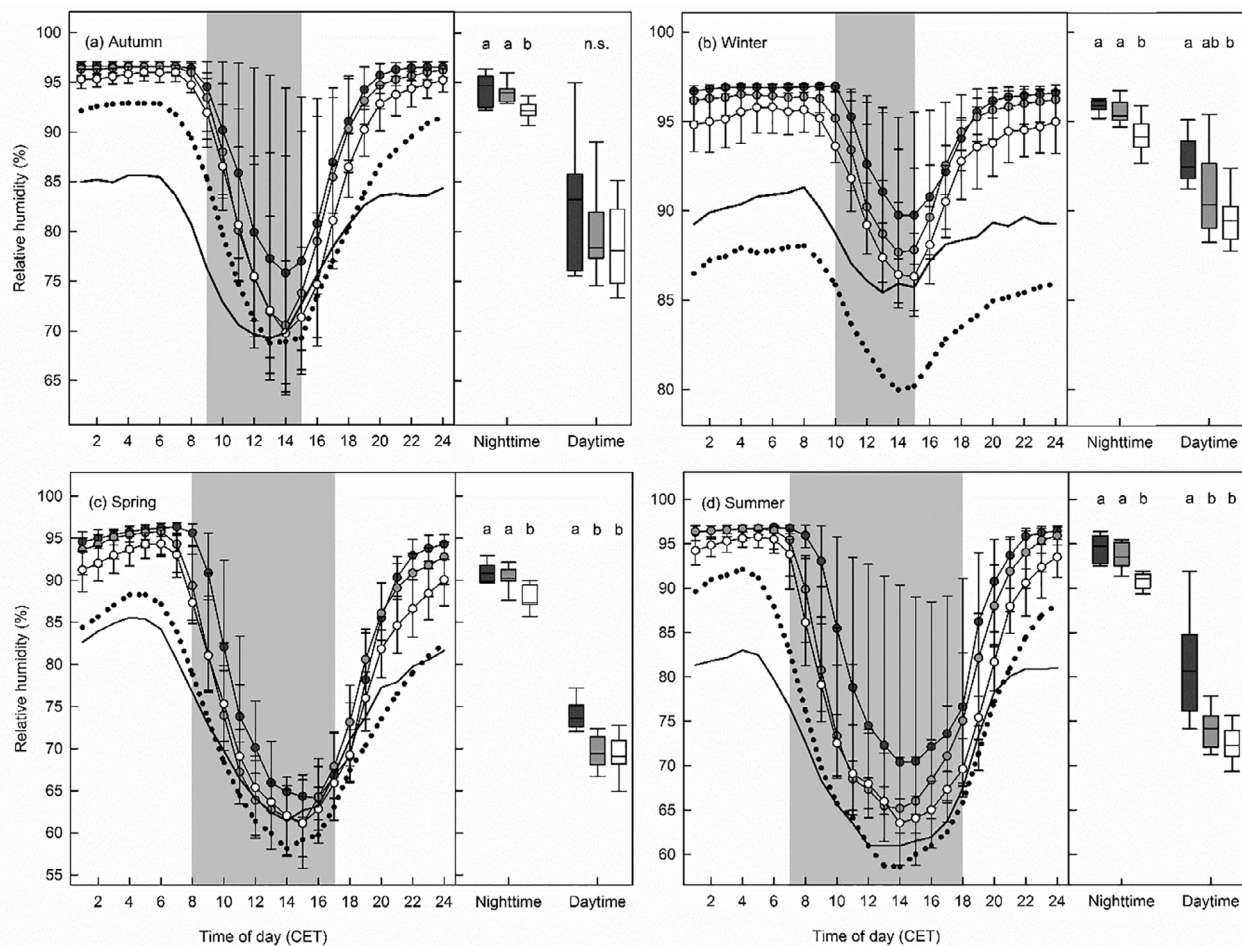 (a) Autumn
Relative humidity (%)
100
95
90
85
80
75
70
65
a a b
n.s.
2 4 6 8 10 12 14 16 18 20 22 24
Nighttime Daytime
(b) Winter
100
95
90
85
80
a a b
a ab b
2 4 6 8 10 12 14 16 18 20 22 24
Nighttime Daytime
(c) Spring
Relative humidity (%)
100
95
90
85
80
75
70
65
60
55
a a b
a b b
2 4 6 8 10 12 14 16 18 20 22 24
Nighttime Daytime
Time of day (CET)
(d) Summer
100
95
90
85
80
75
70
65
60
a a b
a b b
2 4 6 8 10 12 14 16 18 20 22 24
Nighttime Daytime
Time of day (CET)